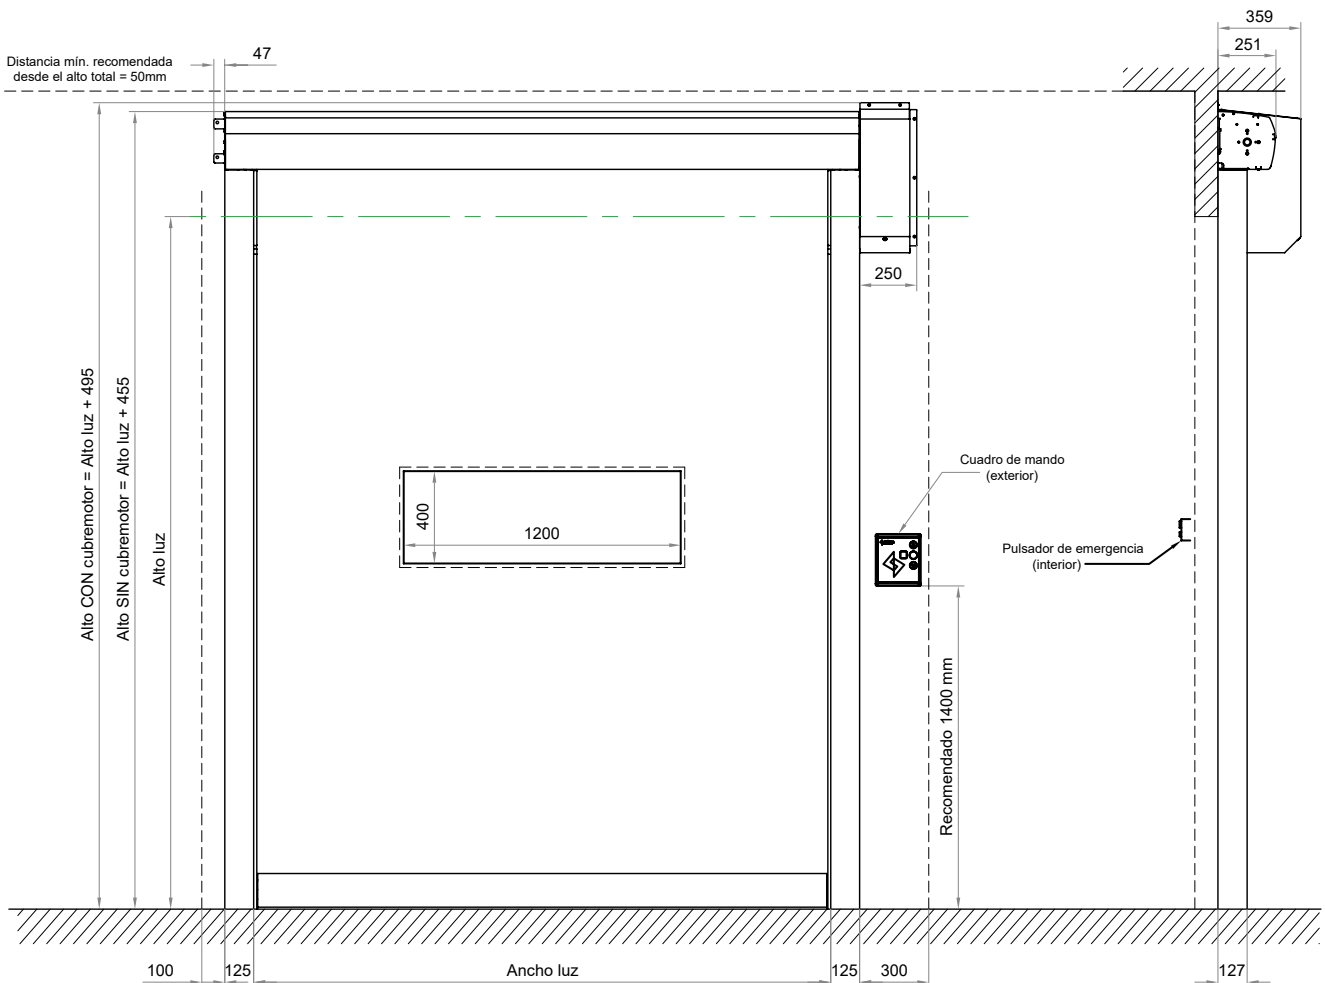 359
251
47
Distancia mín. recomendada
desde el alto total = 50mm
250
Alto CON cubremotor = Alto luz + 495
Alto SIN cubremotor = Alto luz + 455
Alto luz
400
1200
Cuadro de mando
(exterior)
Pulsador de emergencia
(interior)
Recomendado 1400 mm
100
125
Ancho luz
125
300
127